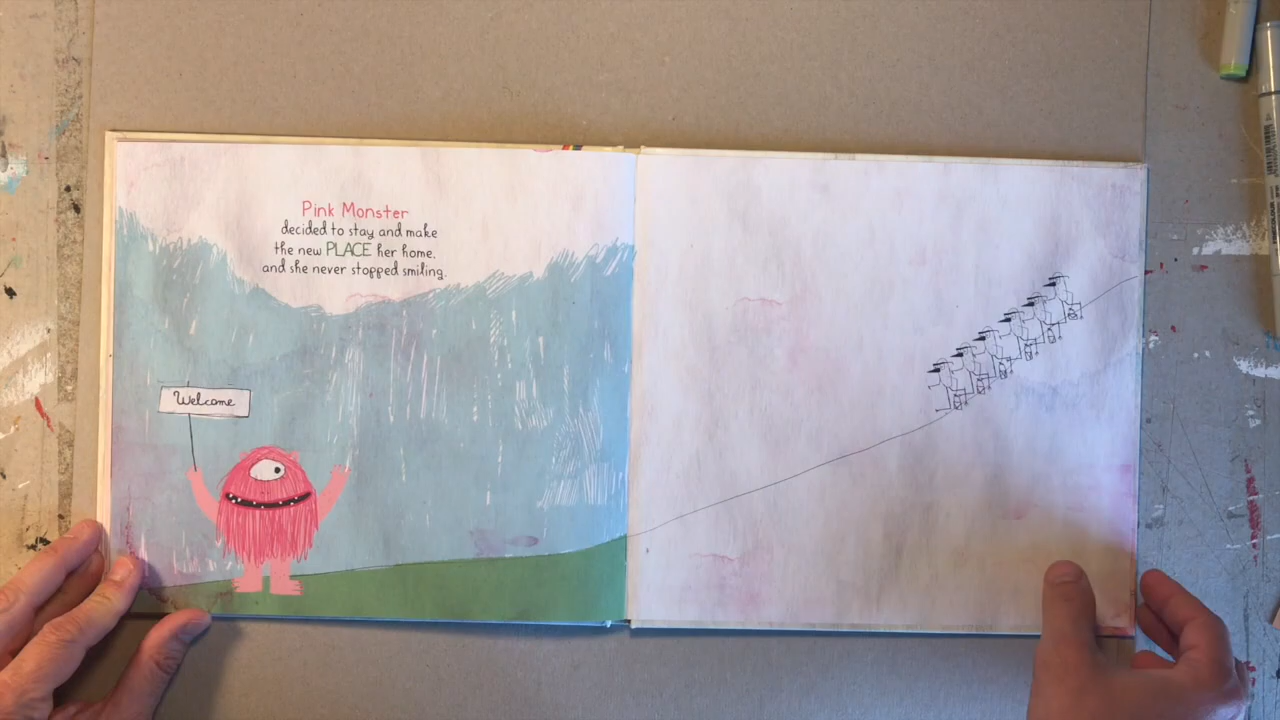 Pink Monster
decided to stay and make
the new PLACE her home.
and she never stopped smiling.
Welcome